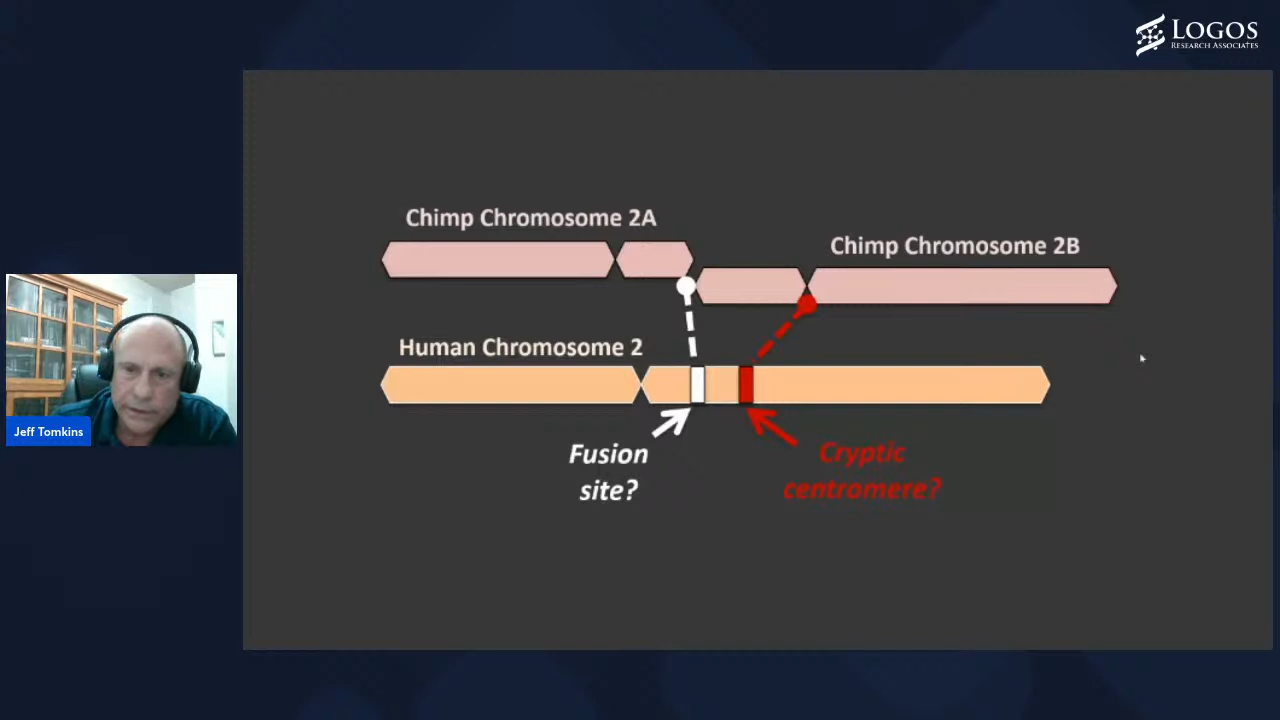 LOGOS
RESEARCH ASSOCIATES
Chimp Chromosome 2A
Chimp Chromosome 2B
Human Chromosome 2
Fusion
site?
Cryptic
centromere?
Jeff Tomkins